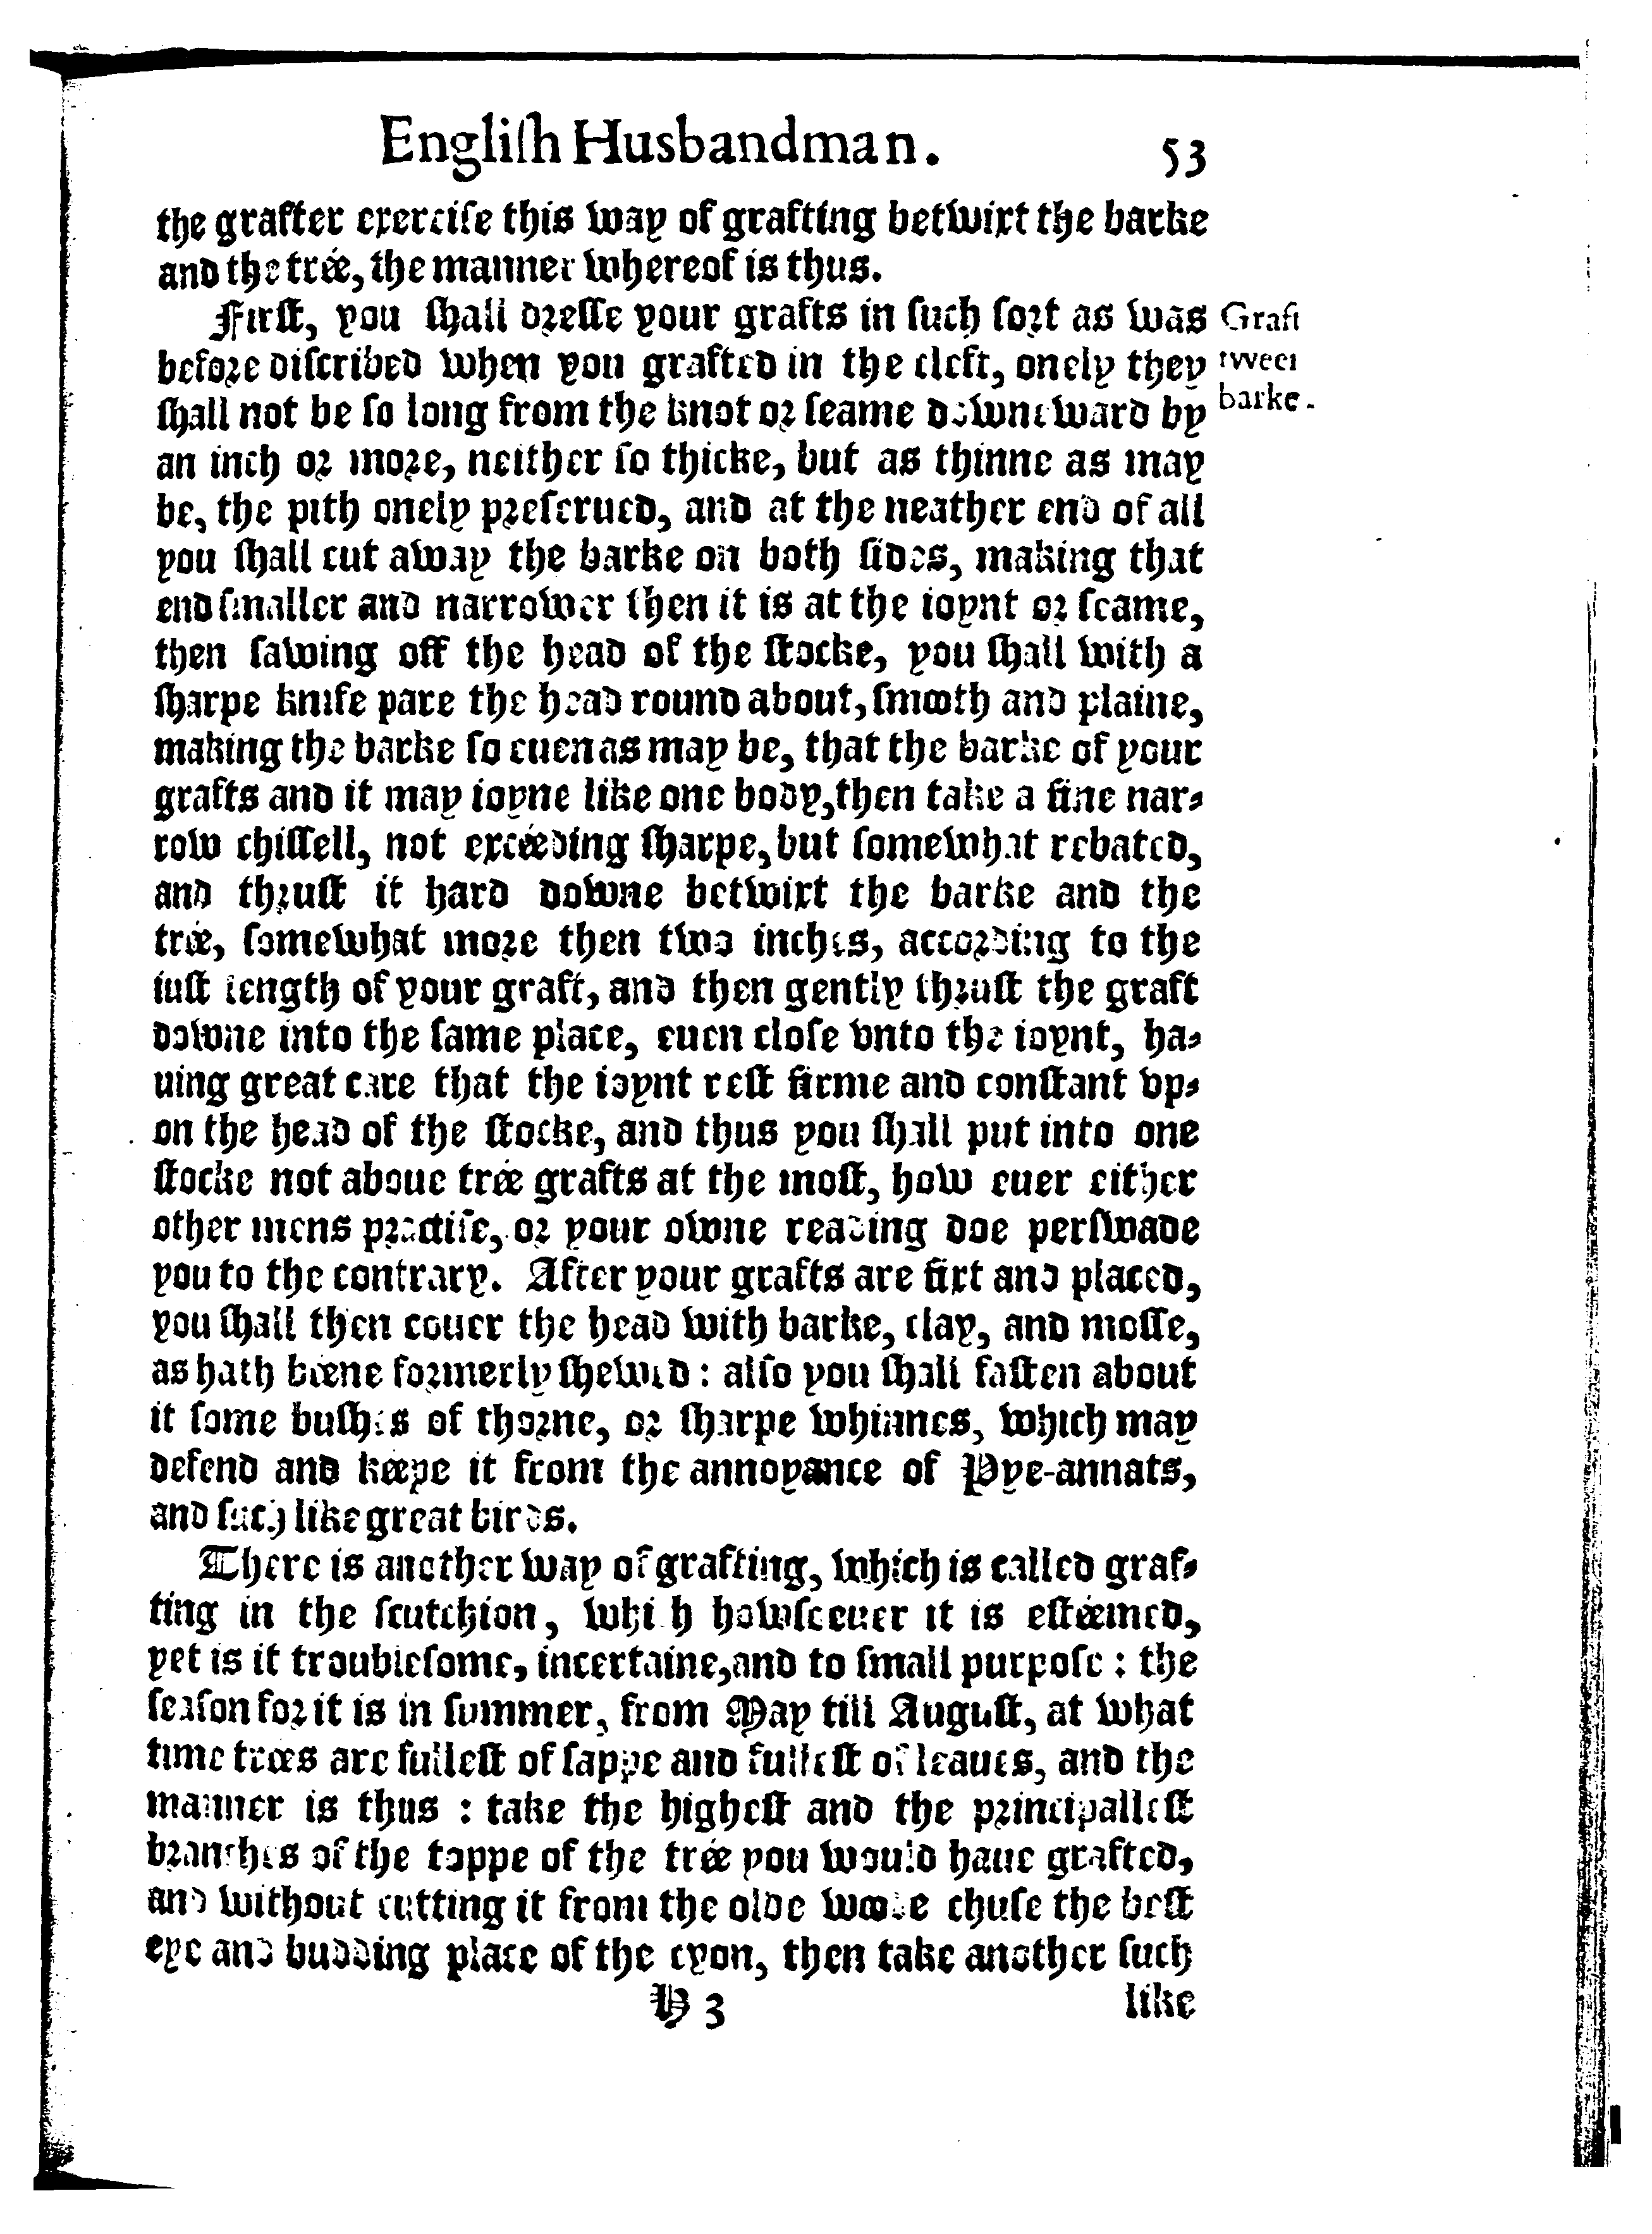 Engliſh Husbandman.
53
the grafter exerciſe this way of grafting betwixt the barke
and the trée, the manner whereof is thus.
Firſt, you ſhall dreſſe your grafts in ſuch ſort as was
Graft
before diſcribed when you grafted in the cleft, onely they
tween
ſhall not be ſo long from the knot or ſeame downeward by
barke.
an inch or more, neither ſo thicke, but as thinne as may
be, the pith onely preſerued, and at the neather end of all
you ſhall cut away the barke on both ſides, making that
end ſmaller and narrower then it is at the ioynt or ſeame,
then ſawing off the head of the ſtocke, you ſhall with a
ſharpe knife pare the head round about, ſmooth and plaine,
making the barke ſo euen as may be, that the barke of your
grafts and it may ioyne like one body, then take a fine nar-
row chiſſell, not excéeding ſharpe, but ſomewhat rebated,
and thruſt it hard downe betwixt the barke and the
trée, ſomewhat more then two inches, according to the
iuſt length of your graft, and then gently thruſt the graft
downe into the ſame place, euen cloſe vnto the ioynt, ha-
uing great care that the ioynt reſt firme and conſtant vp-
on the head of the ſtocke, and thus you ſhall put into one
ſtocke not aboue trée grafts at the moſt, how euer either
other mens practiſe, or your owne reading doe perſwade
you to the contrary. After your grafts are fixt and placed,
you ſhall then couer the head with barke, clay, and moſſe,
as hath béene formerly ſhewed: alſo you ſhall faſten about
it ſome buſhes of thorne, or ſharpe whinnes, which may
defend and kéepe it from the annoyance of Pye-annats,
and ſuch like great birds.
There is another way of grafting, which is called graf-
ting in the ſcutchion, which howſoeuer it is eſtéemed,
yet is it troubleſome, incertaine, and to ſmall purpoſe: the
ſeaſon for it is in ſummer, from May till Auguſt, at what
time trées are fulleſt of ſappe and fulleſt of leaues, and the
manner is thus: take the higheſt and the principalleſt
branches of the toppe of the trée you would haue grafted,
and without cutting it from the olde woode chuſe the beſt
eye and budding place of the cyon, then take another ſuch
Y 3
like